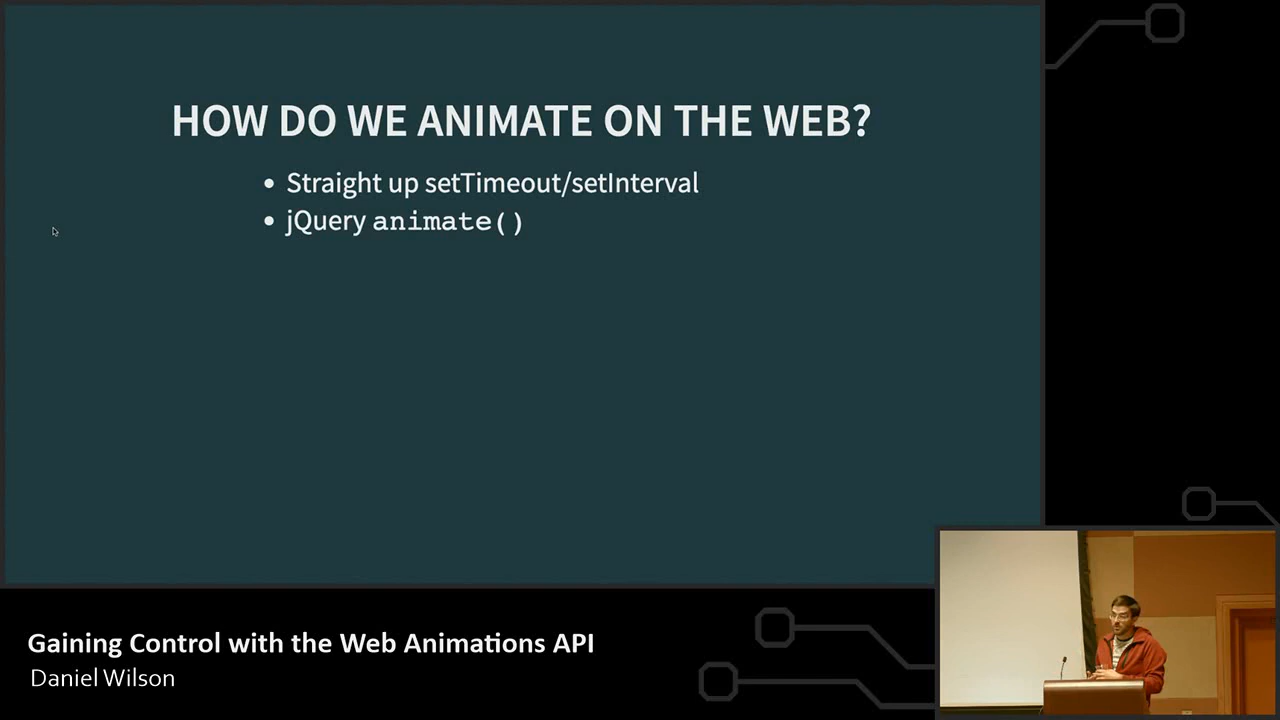 HOW DO WE ANIMATE ON THE WEB?
• Straight up setTimeout/setInterval
• jQuery animate()
Gaining Control with the Web Animations API
Daniel Wilson